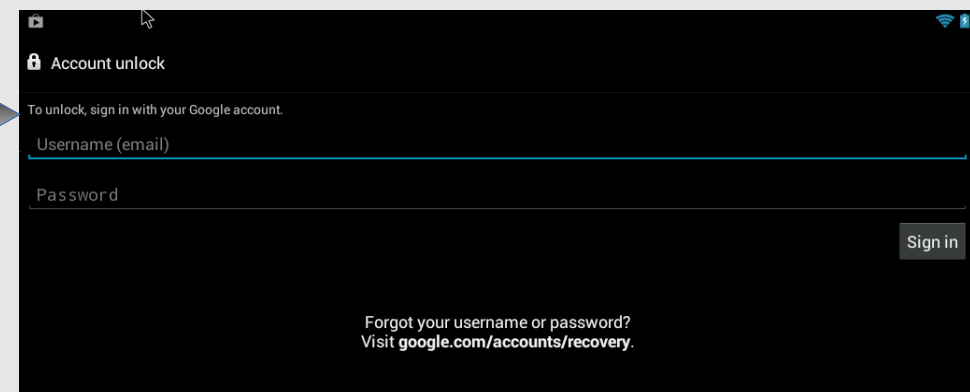 Account unlock
To unlock, sign in with your Google account.
Username (email)
Password
Sign in
Forgot your username or password?
Visit google.com/accounts/recovery.